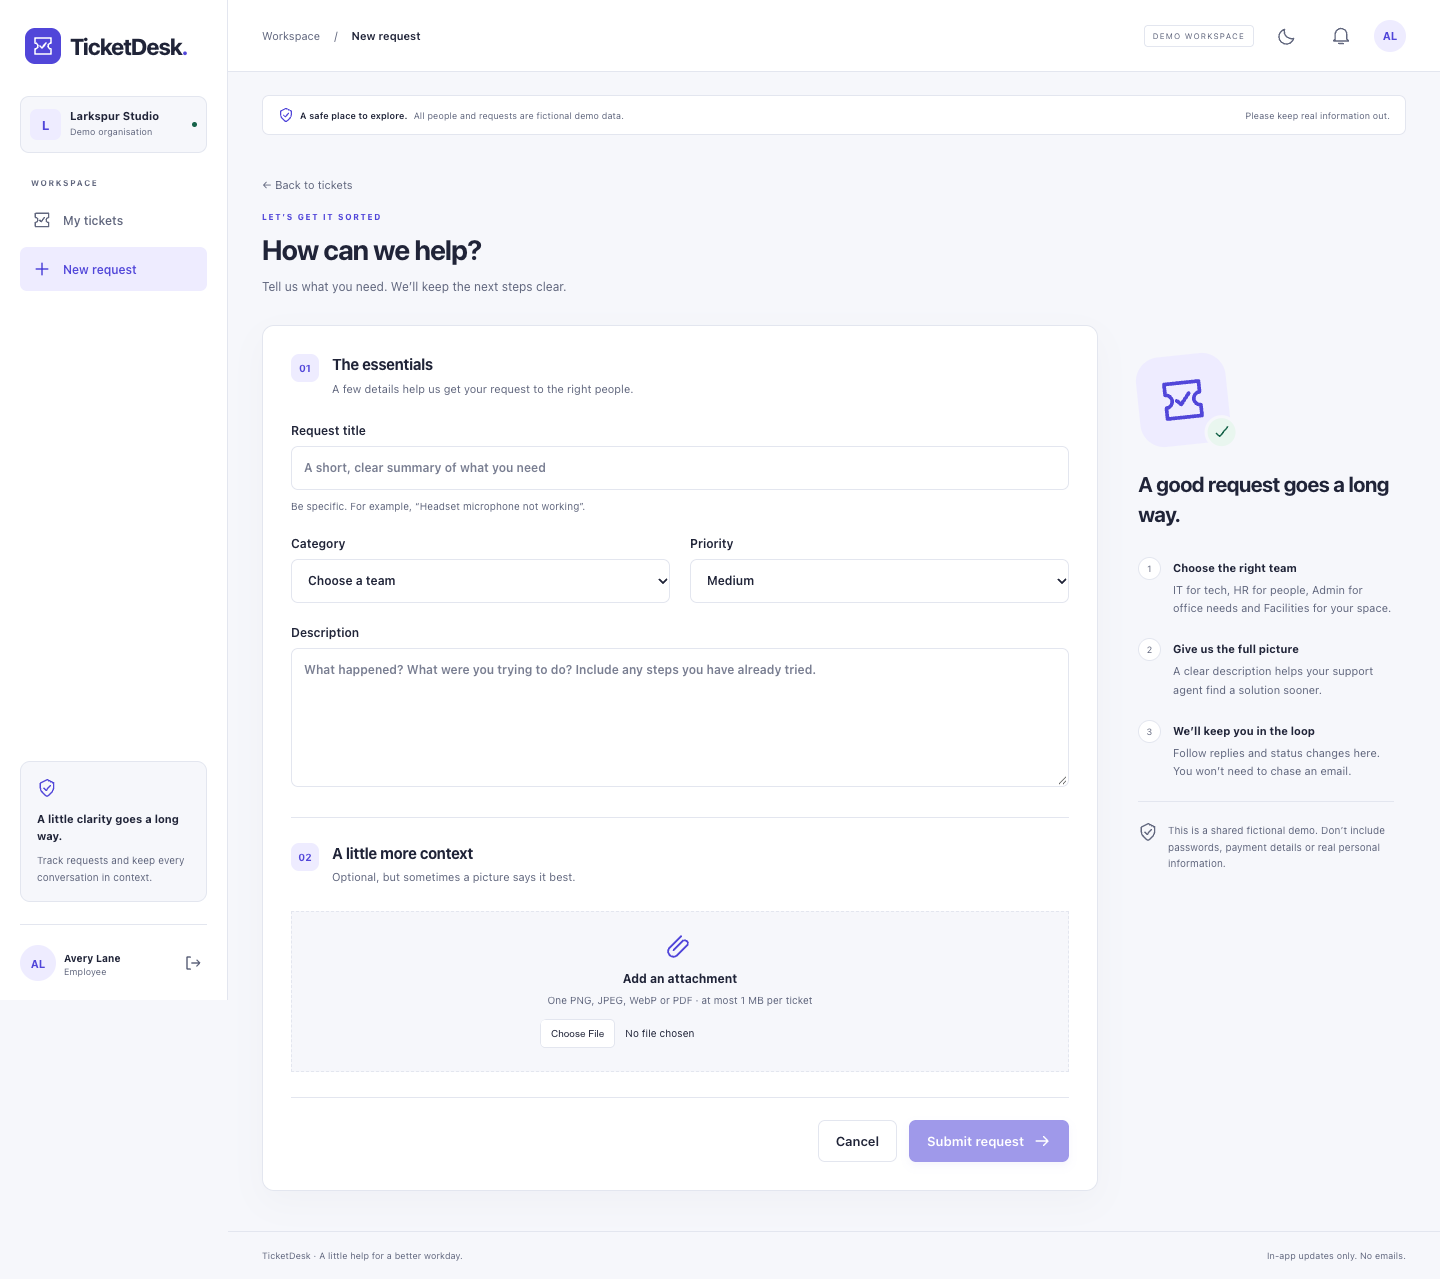 TicketDesk.
L
Larkspur Studio
Demo organisation
WORKSPACE
My tickets
New request
A little clarity goes a long
way.
Track requests and keep every
conversation in context.
AL
Avery Lane
Employee
Workspace / New request
DEMO WORKSPACE
AL
A safe place to explore. All people and requests are fictional demo data.
Please keep real information out.
← Back to tickets
LET'S GET IT SORTED
How can we help?
Tell us what you need. We’ll keep the next steps clear.
01
The essentials
A few details help us get your request to the right people.
Request title
A short, clear summary of what you need
Be specific. For example, “Headset microphone not working”.
Category
Choose a team
Priority
Medium
Description
What happened? What were you trying to do? Include any steps you have already tried.
02
A little more context
Optional, but sometimes a picture says it best.
Add an attachment
One PNG, JPEG, WebP or PDF · at most 1 MB per ticket
Choose File No file chosen
Cancel
Submit request
A good request goes a long
way.
1
Choose the right team
IT for tech, HR for people, Admin for
office needs and Facilities for your space.
2
Give us the full picture
A clear description helps your support
agent find a solution sooner.
3
We’ll keep you in the loop
Follow replies and status changes here.
You won’t need to chase an email.
This is a shared fictional demo. Don’t include
passwords, payment details or real personal
information.
TicketDesk · A little help for a better workday.
In-app updates only. No emails.